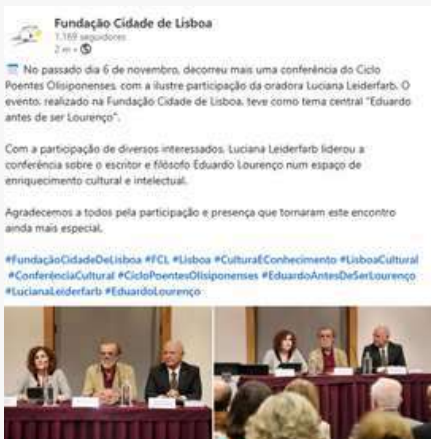 Fundação Cidade de Lisboa
1.169 seguidores
2 m •
No passado dia 6 de novembro, decorreu mais uma conferência do Ciclo
Poentes Olisiponenses, com a ilustre participação da oradora Luciana Leiderfarb. O
evento, realizado na Fundação Cidade de Lisboa, teve como tema central "Eduardo
antes de ser Lourenço".
Com a participação de diversos interessados, Luciana Leiderfarb liderou a
conferência sobre o escritor e filósofo Eduardo Lourenço num espaço de
enriquecimento cultural e intelectual.
Agradecemos a todos pela participação e presença que tornaram este encontro
ainda mais especial.
#FundaçãoCidadeDeLisboa #FCL #Lisboa #CulturaEConhecimento #LisboaCultural
#ConferênciaCultural #CicloPoentesOlisiponenses #EduardoAntesDeSerLourenço
#LucianaLeiderfarb #EduardoLourenço